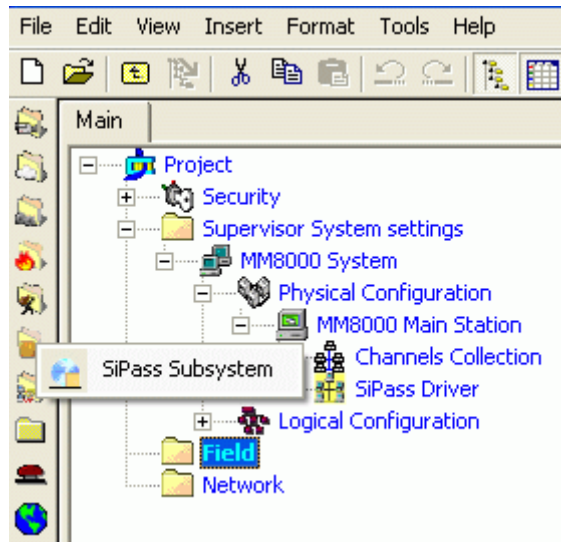 File Edit View Insert Format Tools Help
Main
Project
Security
Supervisor System settings
MM8000 System
Physical Configuration
MM8000 Main Station
Channels Collection
SiPass Subsystem
SiPass Driver
Logical Configuration
Field
Network